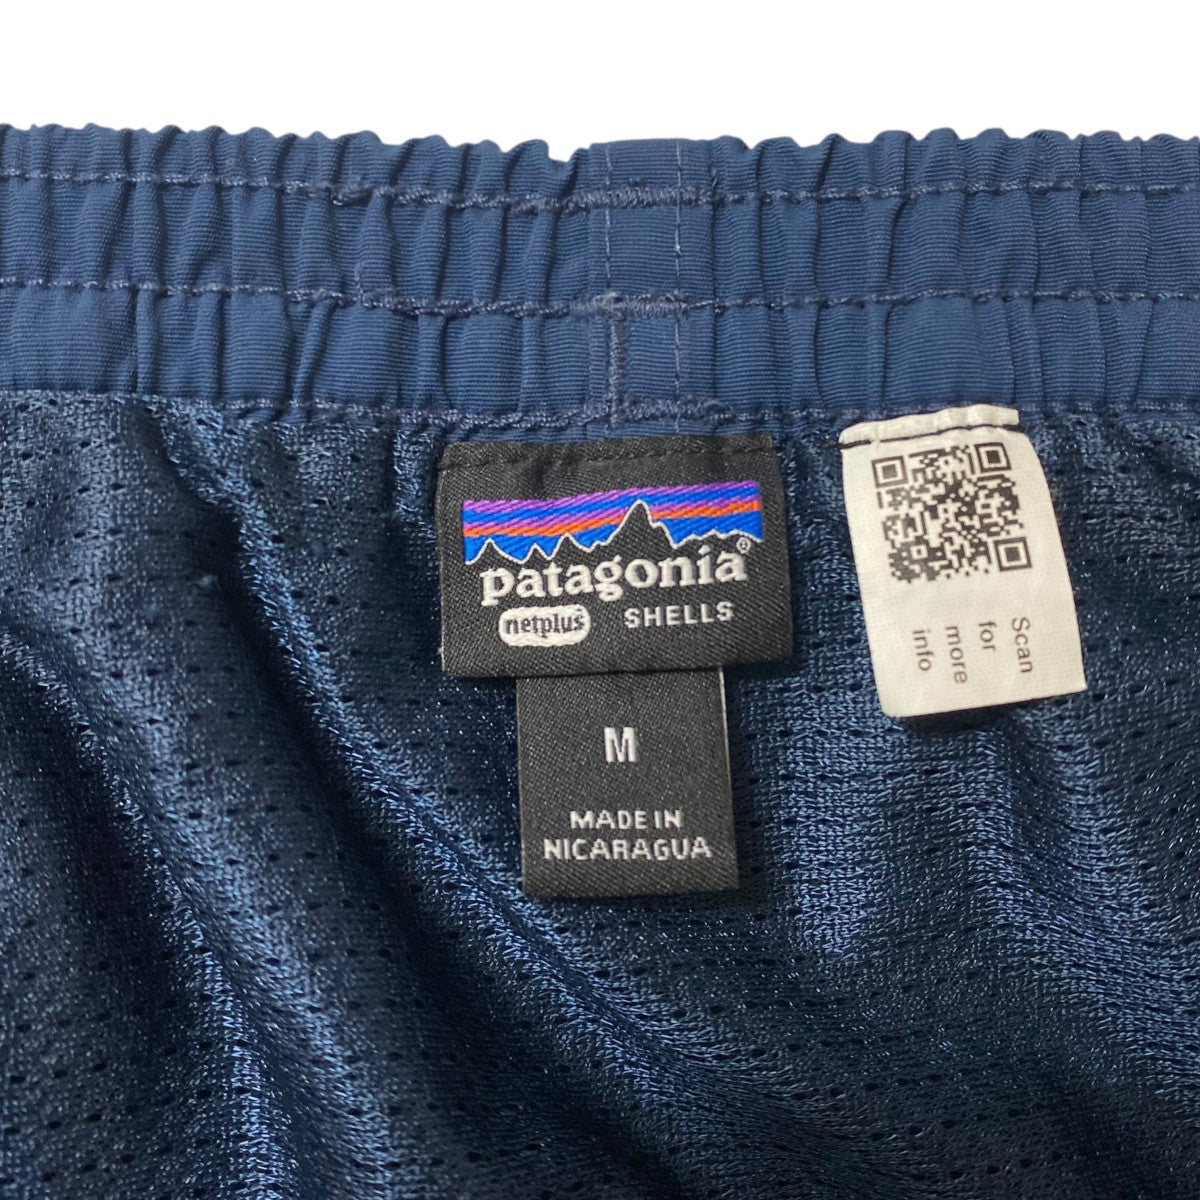 patagonia®
netplus SHELLS
M
MADE IN
NICARAGUA
Scan
for
more
info